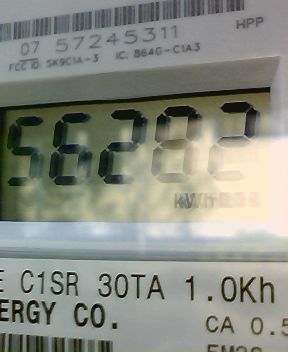 HPP
07 57245311
FCC ID: SK9C1A-3 IC: 864G-C1A3
56282
kWh
E C1SR 30TA 1.0Kh
ERGY CO.
CA 0.5